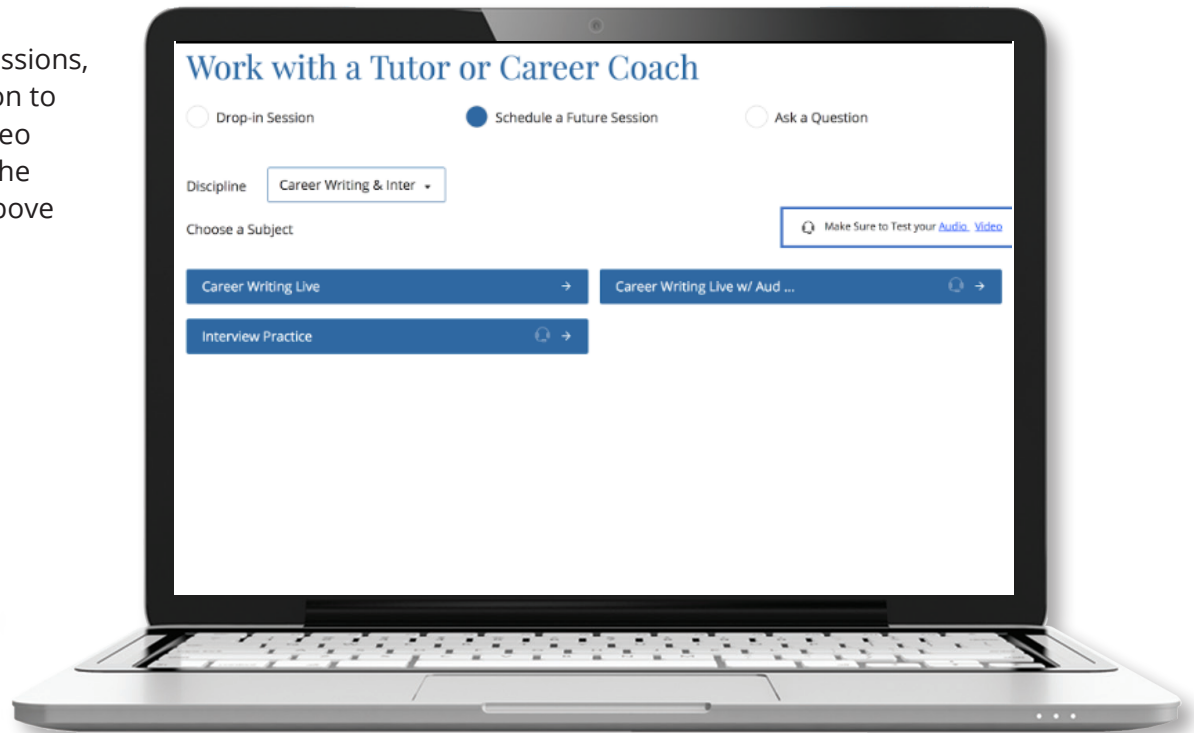 ssions,
on to
eo
he
bove
Work with a Tutor or Career Coach
Drop-in Session Schedule a Future Session Ask a Question
Discipline Career Writing & Inter
Choose a Subject
Make Sure to Test your Audio Video
Career Writing Live
Career Writing Live w/ Aud ...
Interview Practice